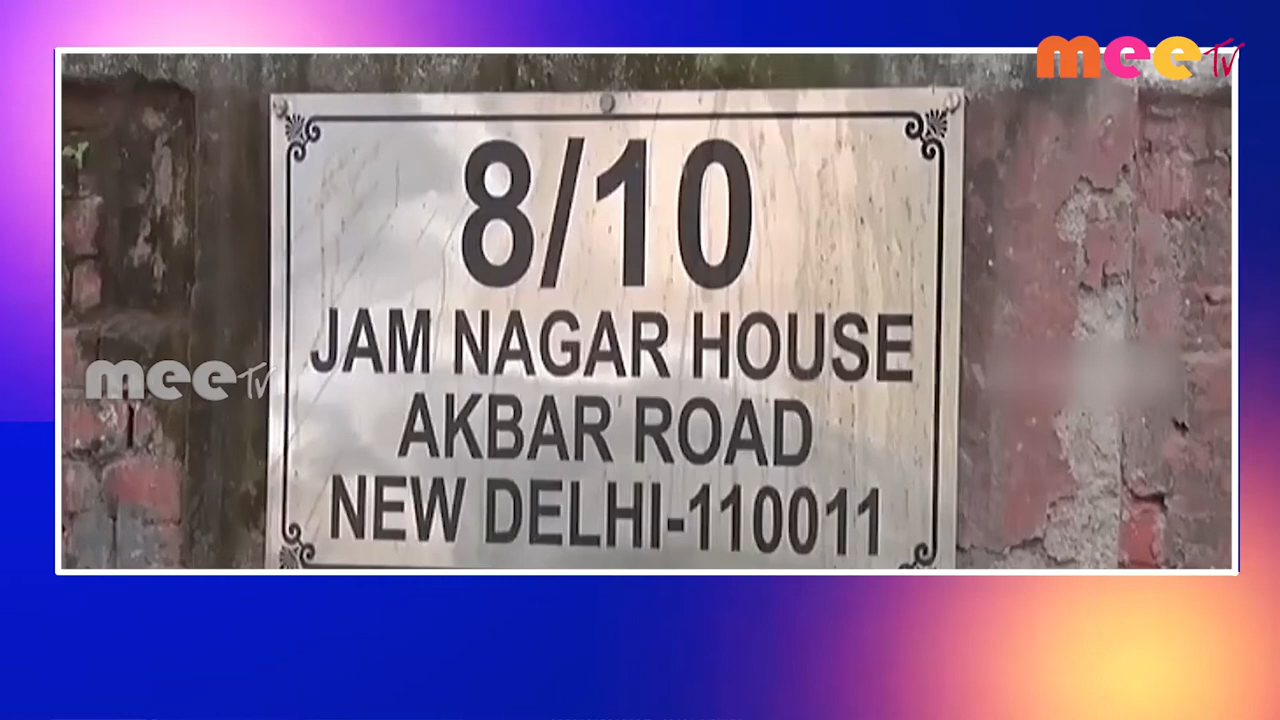 mee Tv
8/10
JAM NAGAR HOUSE
mee Tv
AKBAR ROAD
NEW DELHI-110011